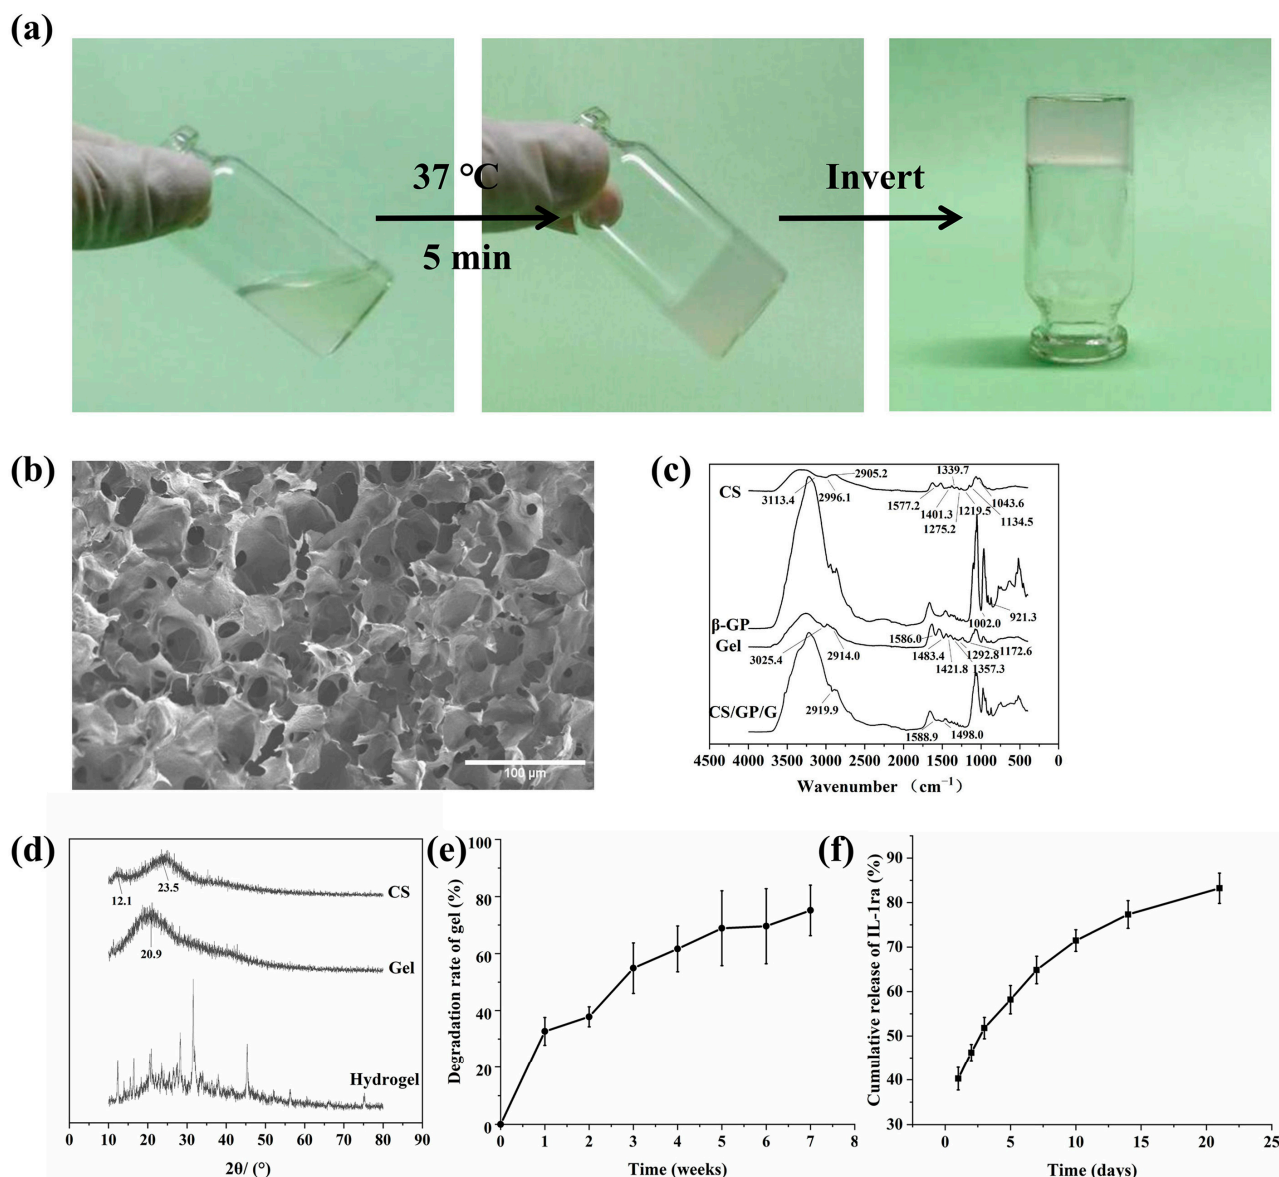 (a)
37 °C
5 min
Invert
(b)
100 μm
(c)
CS
3113.4
2996.1
2905.2
1577.2
1401.3
1339.7
1275.2
1219.5
1043.6
1134.5
β-GP
1002.0
921.3
Gel
3025.4
2914.0
1586.0
1483.4
1421.8
1292.8
1357.3
1172.6
CS/GP/G
2919.9
1588.9
1498.0
4500 4000 3500 3000 2500 2000 1500 1000 500 0
Wavenumber （cm⁻¹）
(d)
CS
12.1
23.5
Gel
20.9
Hydrogel
0 10 20 30 40 50 60 70 80 90
2θ/ (°)
(e)
Degradation rate of gel (%)
100
80
60
40
20
0
0 1 2 3 4 5 6 7 8
Time (weeks)
(f)
Cumulative release of IL-1ra (%)
90
80
70
60
50
40
30
0 5 10 15 20 25
Time (days)